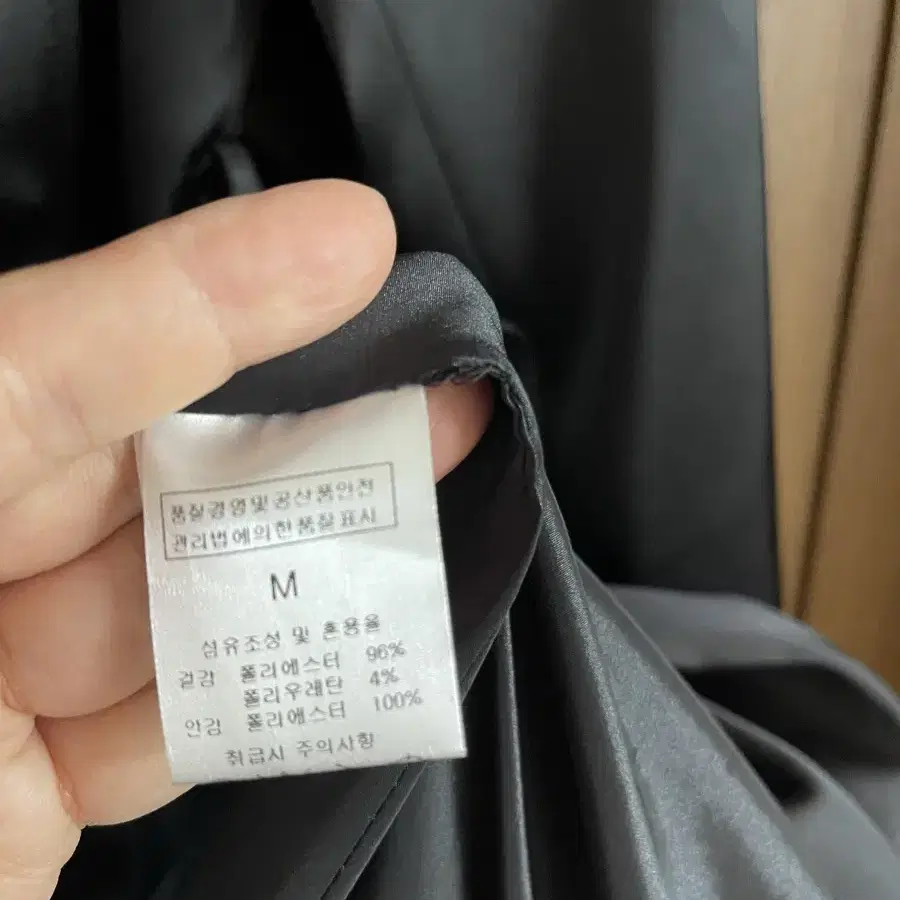 품질경영및공산품안전
관리법에의한품질표시
M
섬유조성 및 혼용율
겉감 폴리에스터 96%
폴리우레탄 4%
안감 폴리에스터 100%
취급시 주의사항